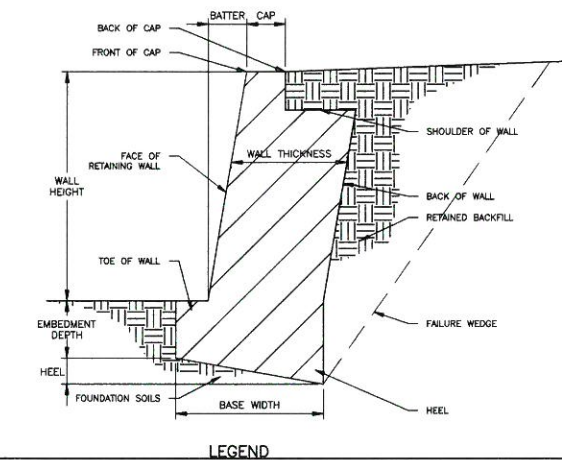 BATTER CAP
BACK OF CAP
FRONT OF CAP
SHOULDER OF WALL
WALL THICKNESS
FACE OF
RETAINING WALL
WALL
HEIGHT
BACK OF WALL
RETAINED BACKFILL
TOE OF WALL
EMBEDMENT
DEPTH
FAILURE WEDGE
HEEL
FOUNDATION SOILS
BASE WIDTH
HEEL
LEGEND